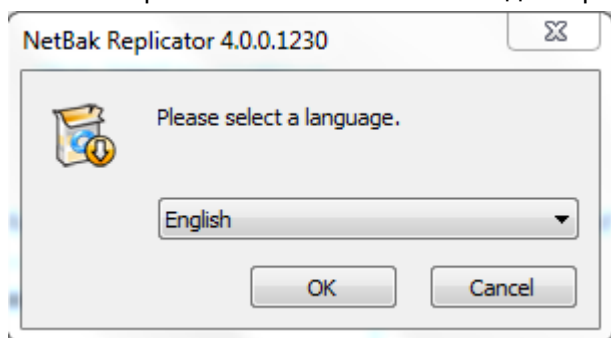 NetBak Replicator 4.0.0.1230
Please select a language.
English
OK
Cancel